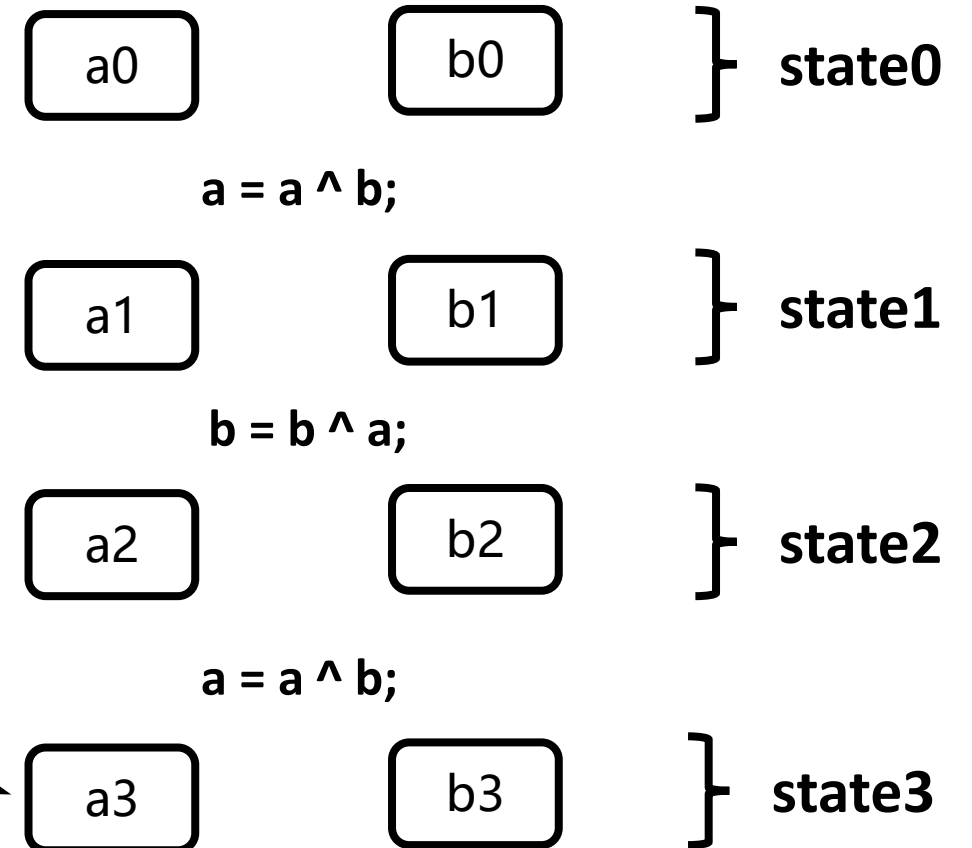 a0 b0 state0
a = a ^ b;
a1 b1 state1
b = b ^ a;
a2 b2 state2
a = a ^ b;
a3 b3 state3